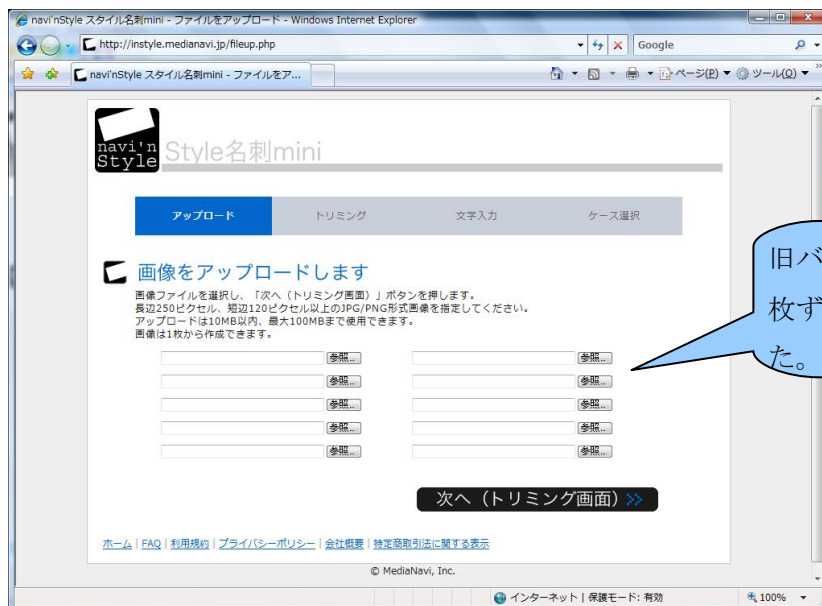 navi'nStyle スタイル名刺mini - ファイルをアップロード - Windows Internet Explorer
http://instyle.medianavi.jp/fileup.php
Google
navi'nStyle スタイル名刺mini - ファイルをア...
ページ(P) ツール(O)
navi'n
Style
Style名刺mini
アップロード トリミング 文字入力 ケース選択
画像をアップロードします
画像ファイルを選択し、「次へ（トリミング画面）」ボタンを押します。
長辺250ピクセル、短辺120ピクセル以上のJPG/PNG形式画像を指定してください。
アップロードは10MB以内、最大100MBまで使用できます。
画像は1枚から作成できます。
参照... 参照...
参照... 参照...
参照... 参照...
参照... 参照...
参照... 参照...
旧バ
枚ず
た。
次へ（トリミング画面）>>
ホーム | FAQ | 利用規約 | プライバシーポリシー | 会社概要 | 特定商取引法に関する表示
© MediaNavi, Inc.
インターネット | 保護モード: 有効
100%